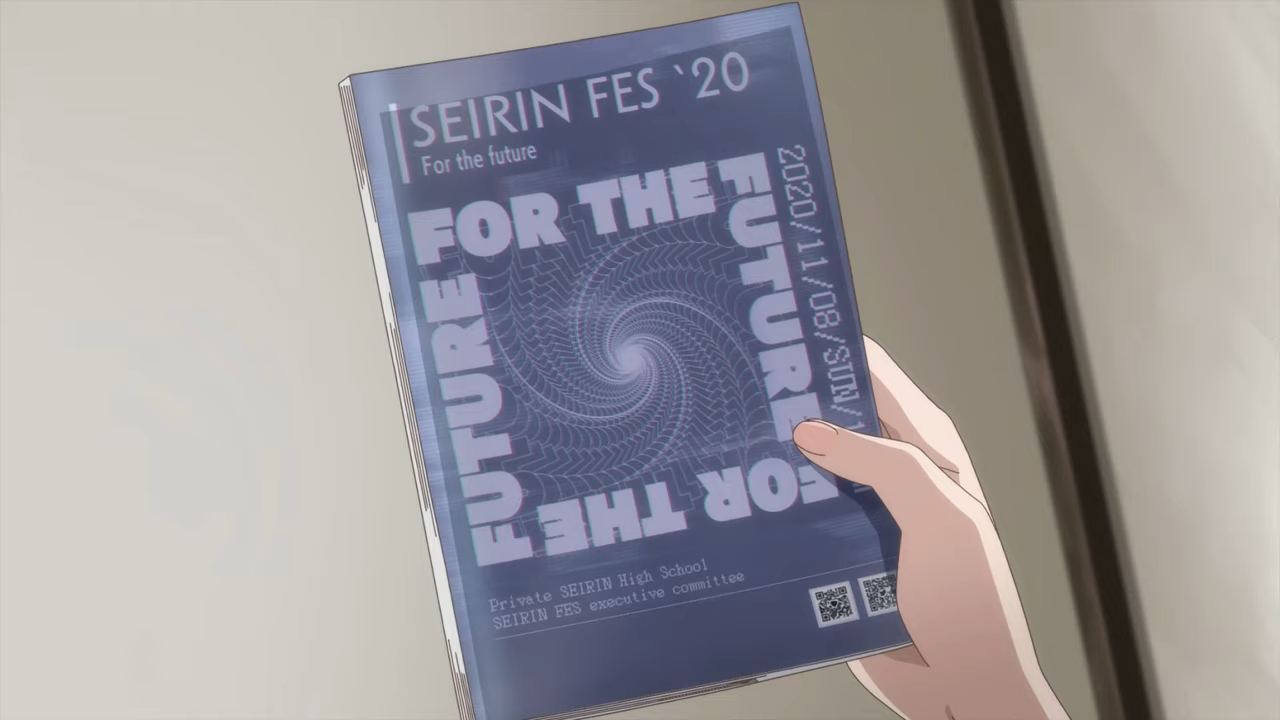 SEIRIN FES `20
For the future
FOR THE
FUTURE
FOR THE
FUTURE
2020/11/08/SUN/1
Private SEIRIN High School
SEIRIN FES executive committee